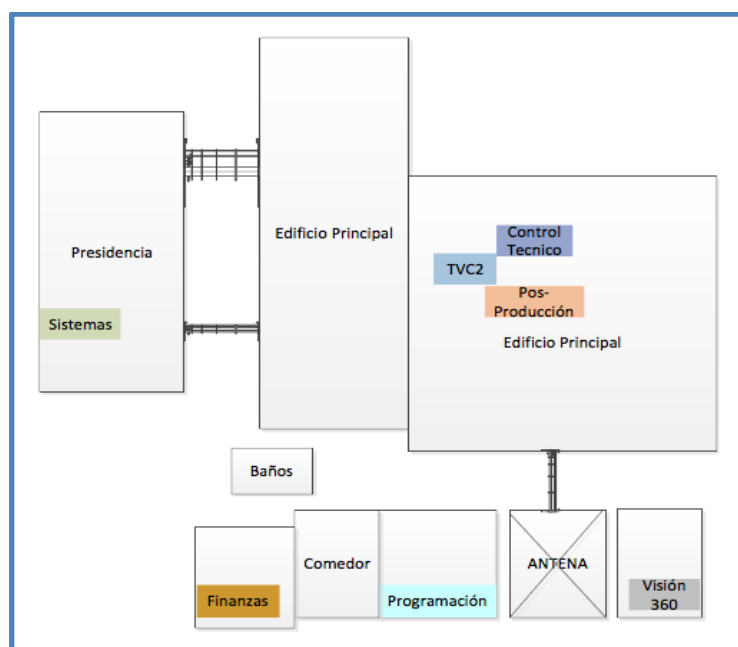 Presidencia
Sistemas
Edificio Principal
Control
Tecnico
TVC2
Pos-
Producción
Edificio Principal
Baños
Finanzas
Comedor
Programación
ANTENA
Visión
360